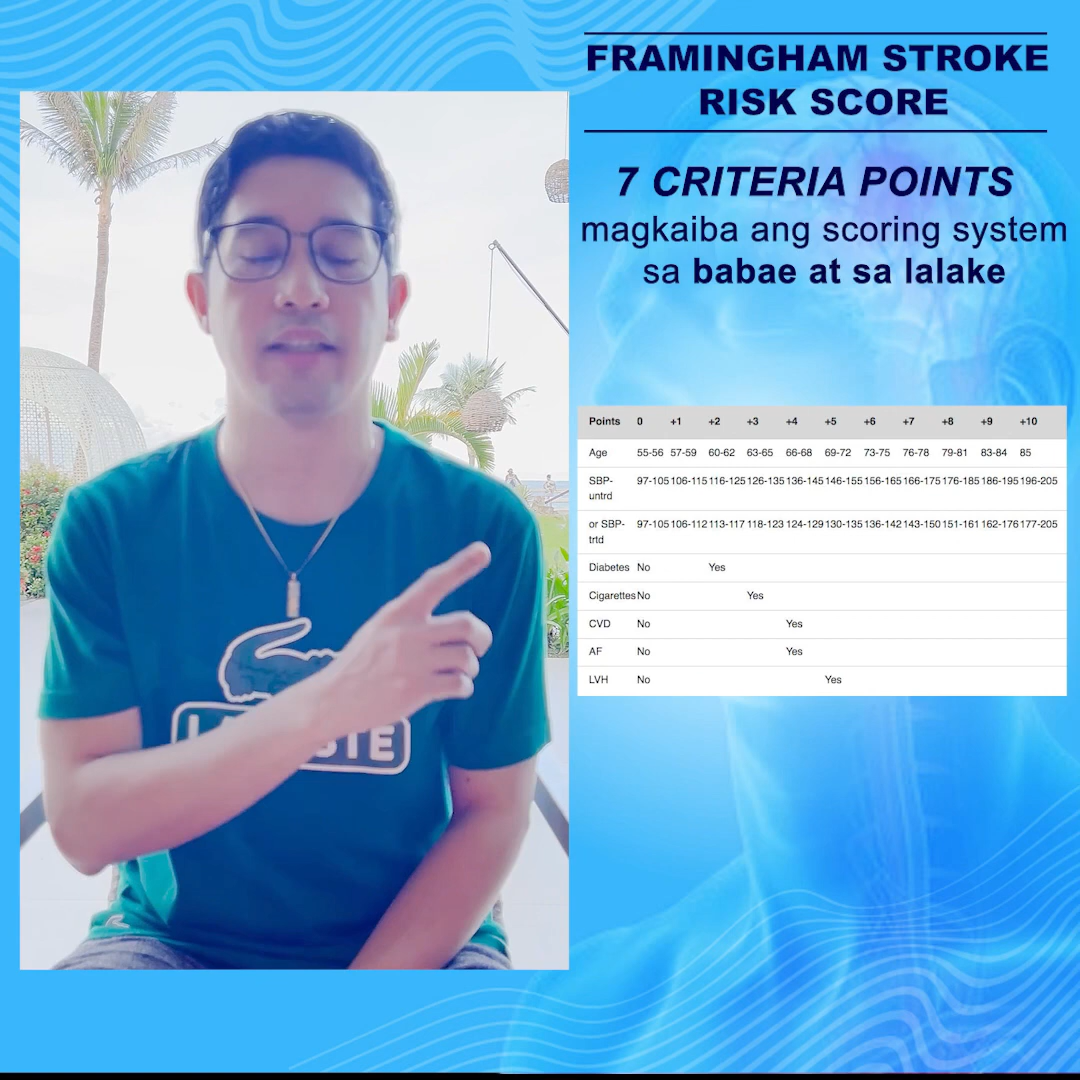 FRAMINGHAM STROKE
RISK SCORE
7 CRITERIA POINTS
magkaiba ang scoring system
sa babae at sa lalake
Points 0 +1 +2 +3 +4 +5 +6 +7 +8 +9 +10
Age 55-56 57-59 60-62 63-65 66-68 69-72 73-75 76-78 79-81 83-84 85
SBP- 97-105 106-115 116-125 126-135 136-145 146-155 156-165 166-175 176-185 186-195 196-205
untrd
or SBP- 97-105 106-112 113-117 118-123 124-129 130-135 136-142 143-150 151-161 162-176 177-205
trtd
Diabetes No Yes
Cigarettes No Yes
CVD No Yes
AF No Yes
LVH No Yes